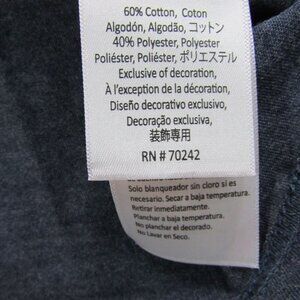 60% Cotton, Coton
Algodón, Algodão, コットン
40% Polyester, Polyester
Poliéster, Poliéster, ポリエステル
Exclusive of decoration,
À l'exception de la décoration,
Diseño decorativo exclusivo,
Decoração exclusiva,
装飾専用
RN # 70242
Solo blanqueador sin cloro si es
necesario. Secar a baja temperatura.
Retirar inmediatamente.
Planchar a baja temperatura.
No planchar el decorado.
No Lavar en Seco.